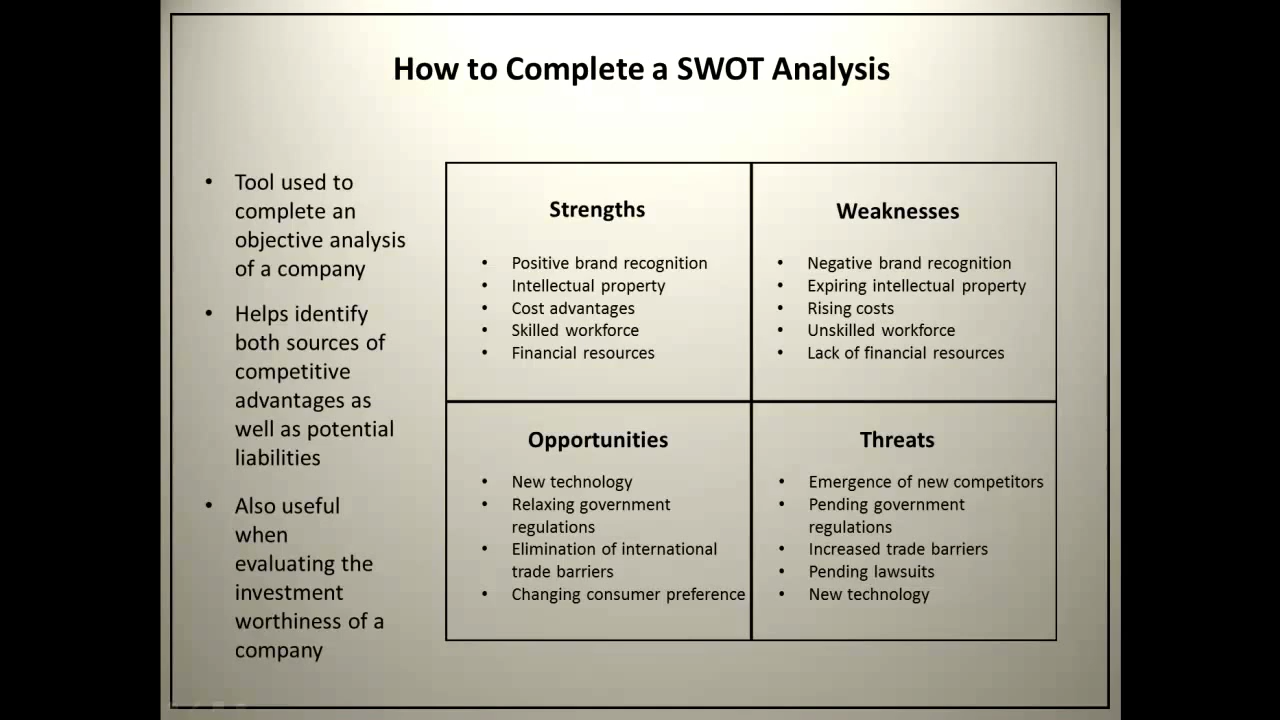 How to Complete a SWOT Analysis
Tool used to
complete an
objective analysis
of a company
Helps identify
both sources of
competitive
advantages as
well as potential
liabilities
Also useful
when
evaluating the
investment
worthiness of a
company
Strengths
Positive brand recognition
Intellectual property
Cost advantages
Skilled workforce
Financial resources
Weaknesses
Negative brand recognition
Expiring intellectual property
Rising costs
Unskilled workforce
Lack of financial resources
Opportunities
New technology
Relaxing government
regulations
Elimination of international
trade barriers
Changing consumer preference
Threats
Emergence of new competitors
Pending government
regulations
Increased trade barriers
Pending lawsuits
New technology